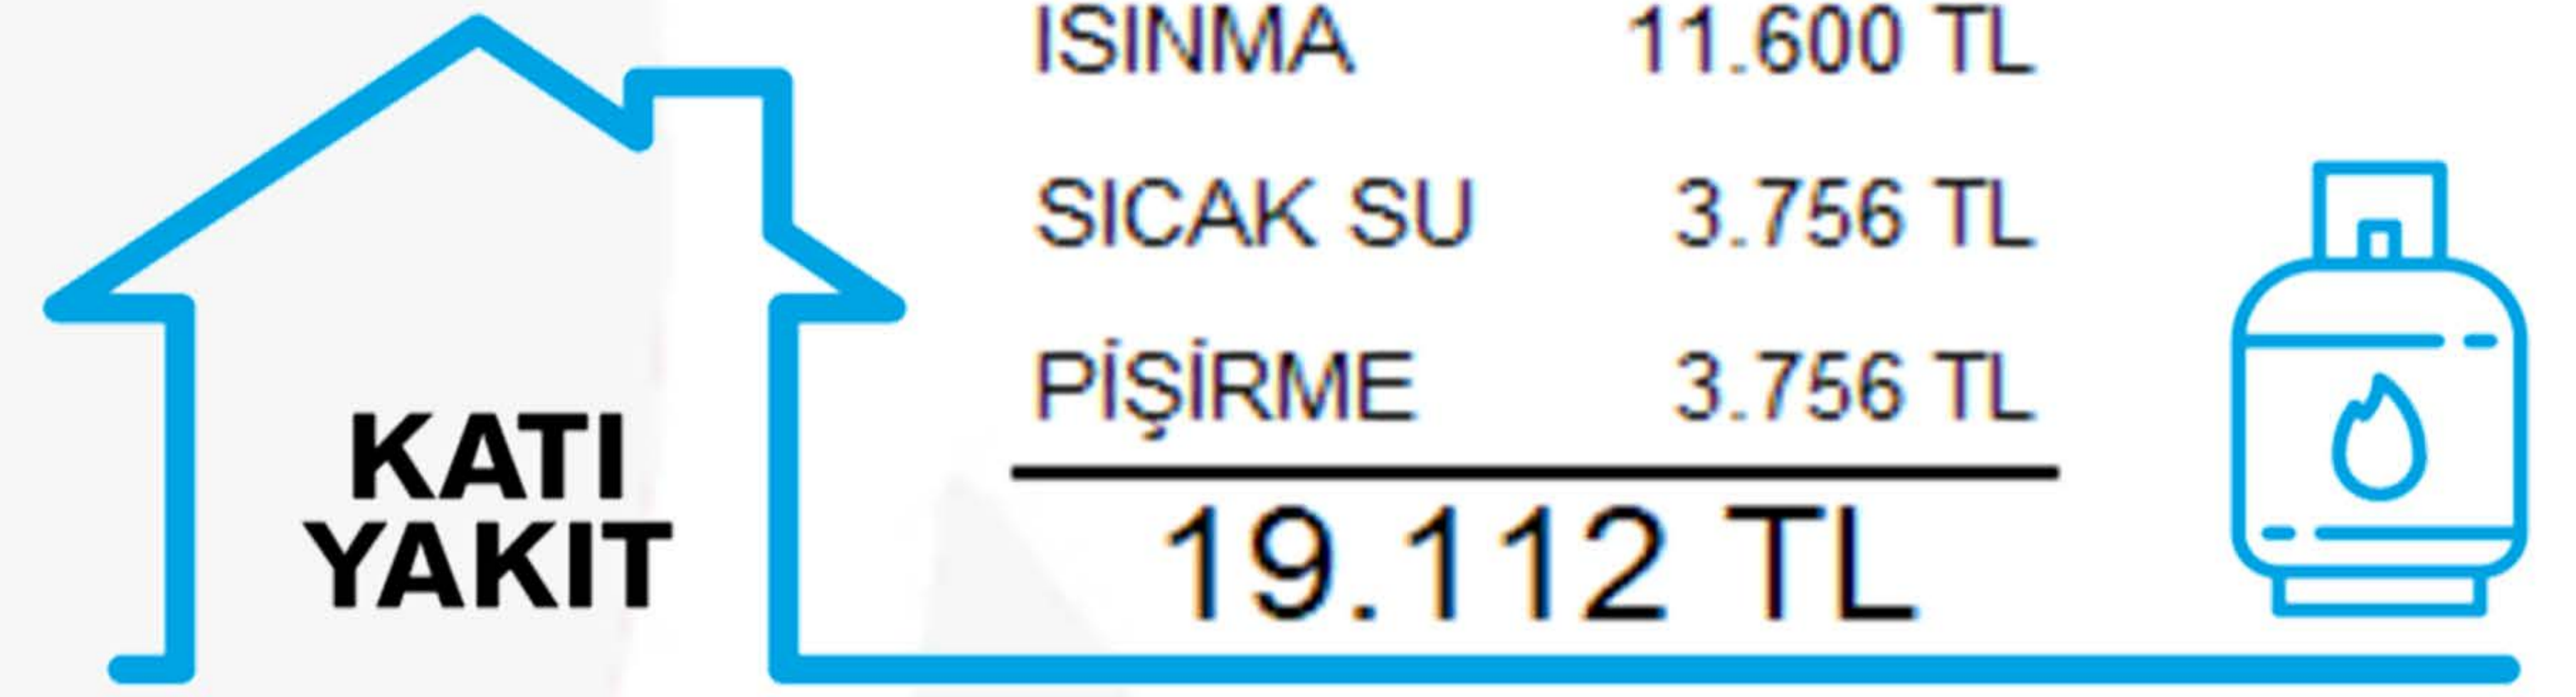 ISINMA 11.600 TL
SICAK SU 3.756 TL
PİŞİRME 3.756 TL
KATI
YAKIT
19.112 TL